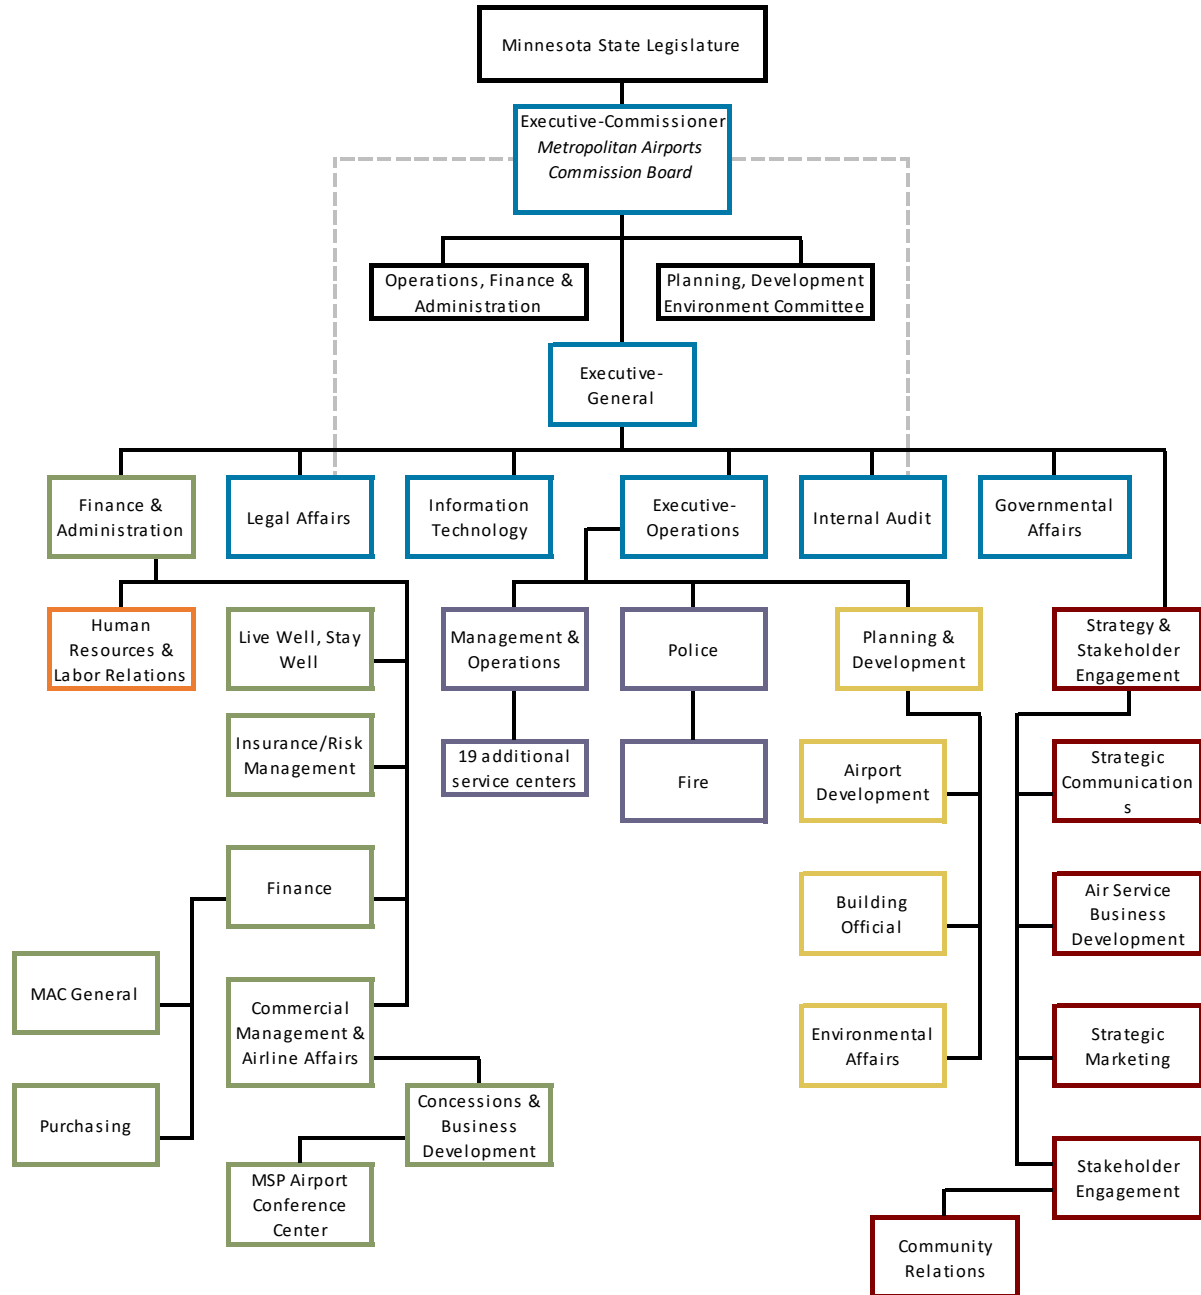 Minnesota State Legislature
Executive-Commissioner
Metropolitan Airports
Commission Board
Operations, Finance &
Administration
Planning, Development
Environment Committee
Executive-
General
Finance &
Administration
Legal Affairs
Information
Technology
Executive-
Operations
Internal Audit
Governmental
Affairs
Human
Resources &
Labor Relations
Live Well, Stay
Well
Management &
Operations
Police
Planning &
Development
Strategy &
Stakeholder
Engagement
Insurance/Risk
Management
19 additional
service centers
Fire
Airport
Development
Strategic
Communication
s
Finance
Building
Official
Air Service
Business
Development
MAC General
Commercial
Management &
Airline Affairs
Environmental
Affairs
Strategic
Marketing
Purchasing
Concessions &
Business
Development
MSP Airport
Conference
Center
Stakeholder
Engagement
Community
Relations